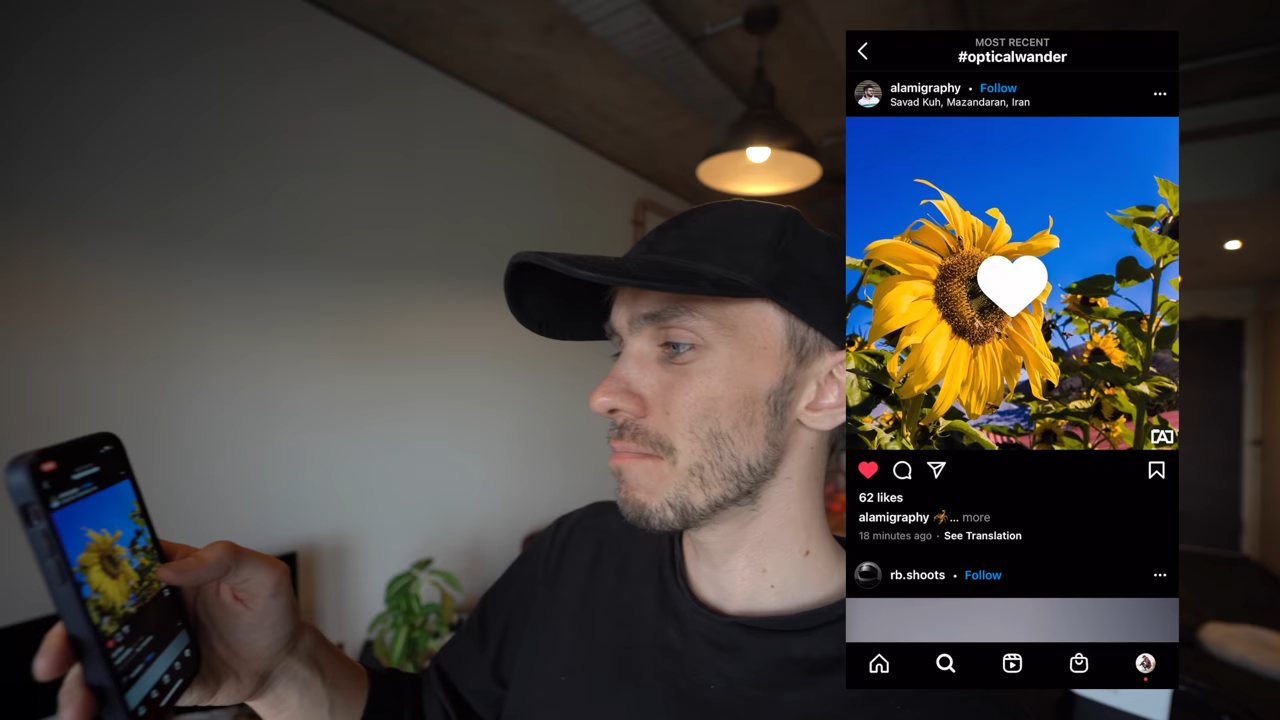 MOST RECENT
#opticalwander
alamigraphy • Follow
Savad Kuh, Mazandaran, Iran
62 likes
alamigraphy 🦂... more
18 minutes ago · See Translation
rb.shoots • Follow